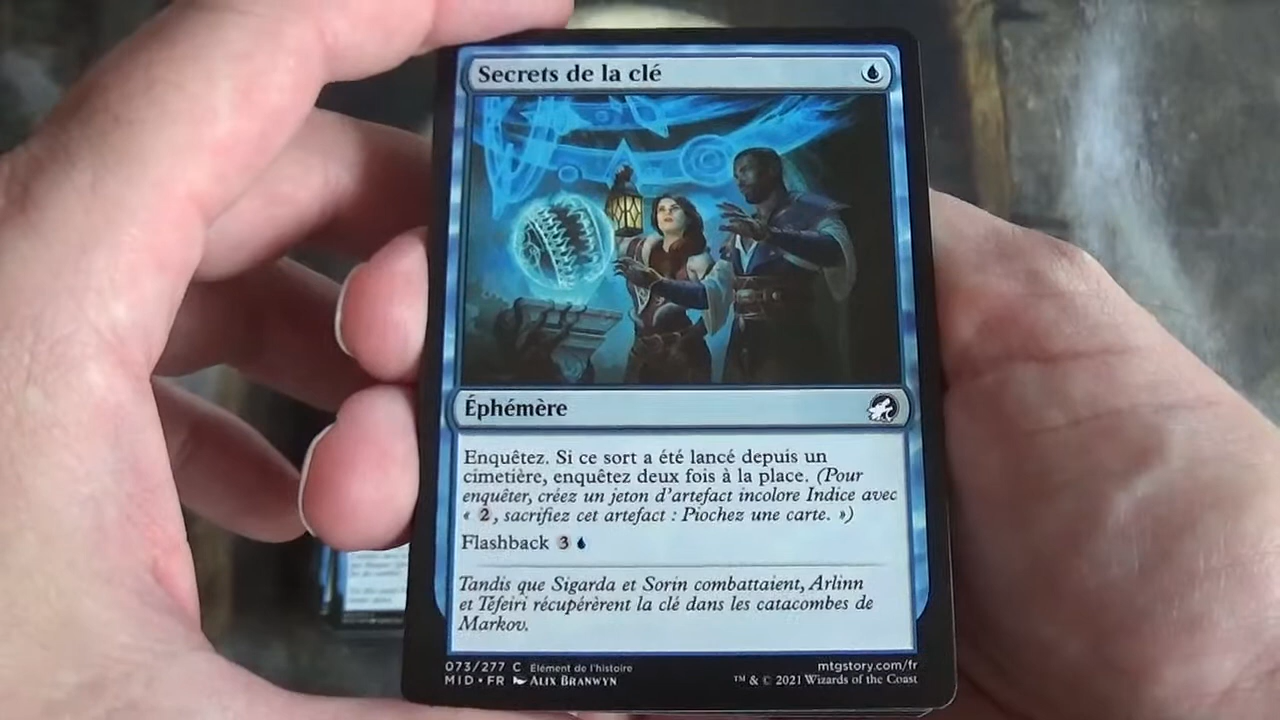 Secrets de la clé
Éphémère
Enquêtez. Si ce sort a été lancé depuis un
cimetière, enquêtez deux fois à la place. (Pour
enquêter, créez un jeton d'artefact incolore Indice avec
« 2, sacrifiez cet artefact : Piochez une carte. »)
Flashback 3
Tandis que Sigarda et Sorin combattaient, Arlinn
et Téfeiri récupérèrent la clé dans les catacombes de
Markov.
073/277 C Élément de l'histoire
MID • FR Alix Branwyn
mtgstory.com/fr
™ & © 2021 Wizards of the Coast